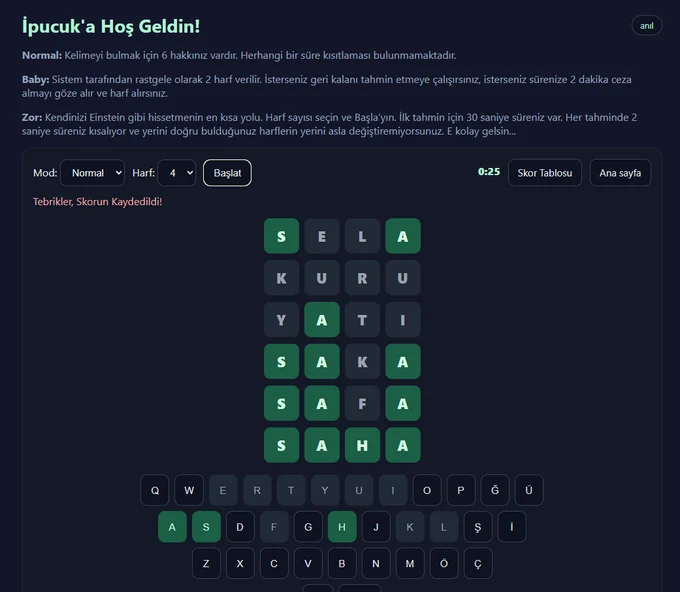 İpucuk'a Hoş Geldin!
anıl
Normal: Kelimeyi bulmak için 6 hakkınız vardır. Herhangi bir süre kısıtlaması bulunmamaktadır.
Baby: Sistem tarafından rastgele olarak 2 harf verilir. İsterseniz geri kalanı tahmin etmeye çalışırsınız, isterseniz sürenize 2 dakika ceza
almayı göze alır ve harf alırsınız.
Zor: Kendinizi Einstein gibi hissetmenin en kısa yolu. Harf sayısı seçin ve Başla'yın. İlk tahmin için 30 saniye süreniz var. Her tahminde 2
saniye süreniz kısalıyor ve yerini doğru bulduğunuz harflerin yerini asla değiştiremiyorsunuz. E kolay gelsin...
Mod: Normal Harf: 4 Başlat 0:25 Skor Tablosu Ana sayfa
Tebrikler, Skorun Kaydedildi!
S E L A
K U R U
Y A T I
S A K A
S A F A
S A H A
Q W E R T Y U I O P Ğ Ü
A S D F G H J K L Ş İ
Z X C V B N M Ö Ç